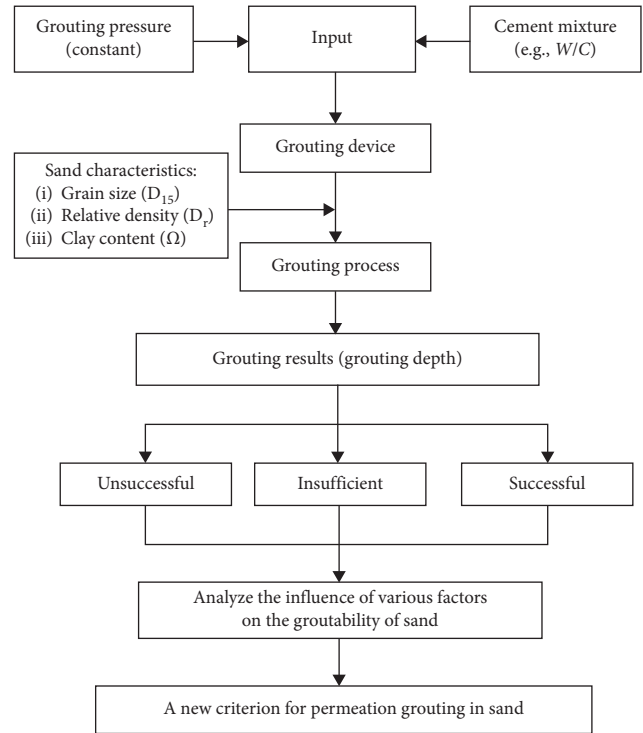 Grouting pressure
(constant)
Input
Cement mixture
(e.g., W/C)
Grouting device
Sand characteristics:
(i) Grain size (D15)
(ii) Relative density (Dr)
(iii) Clay content (Ω)
Grouting process
Grouting results (grouting depth)
Unsuccessful
Insufficient
Successful
Analyze the influence of various factors
on the groutability of sand
A new criterion for permeation grouting in sand